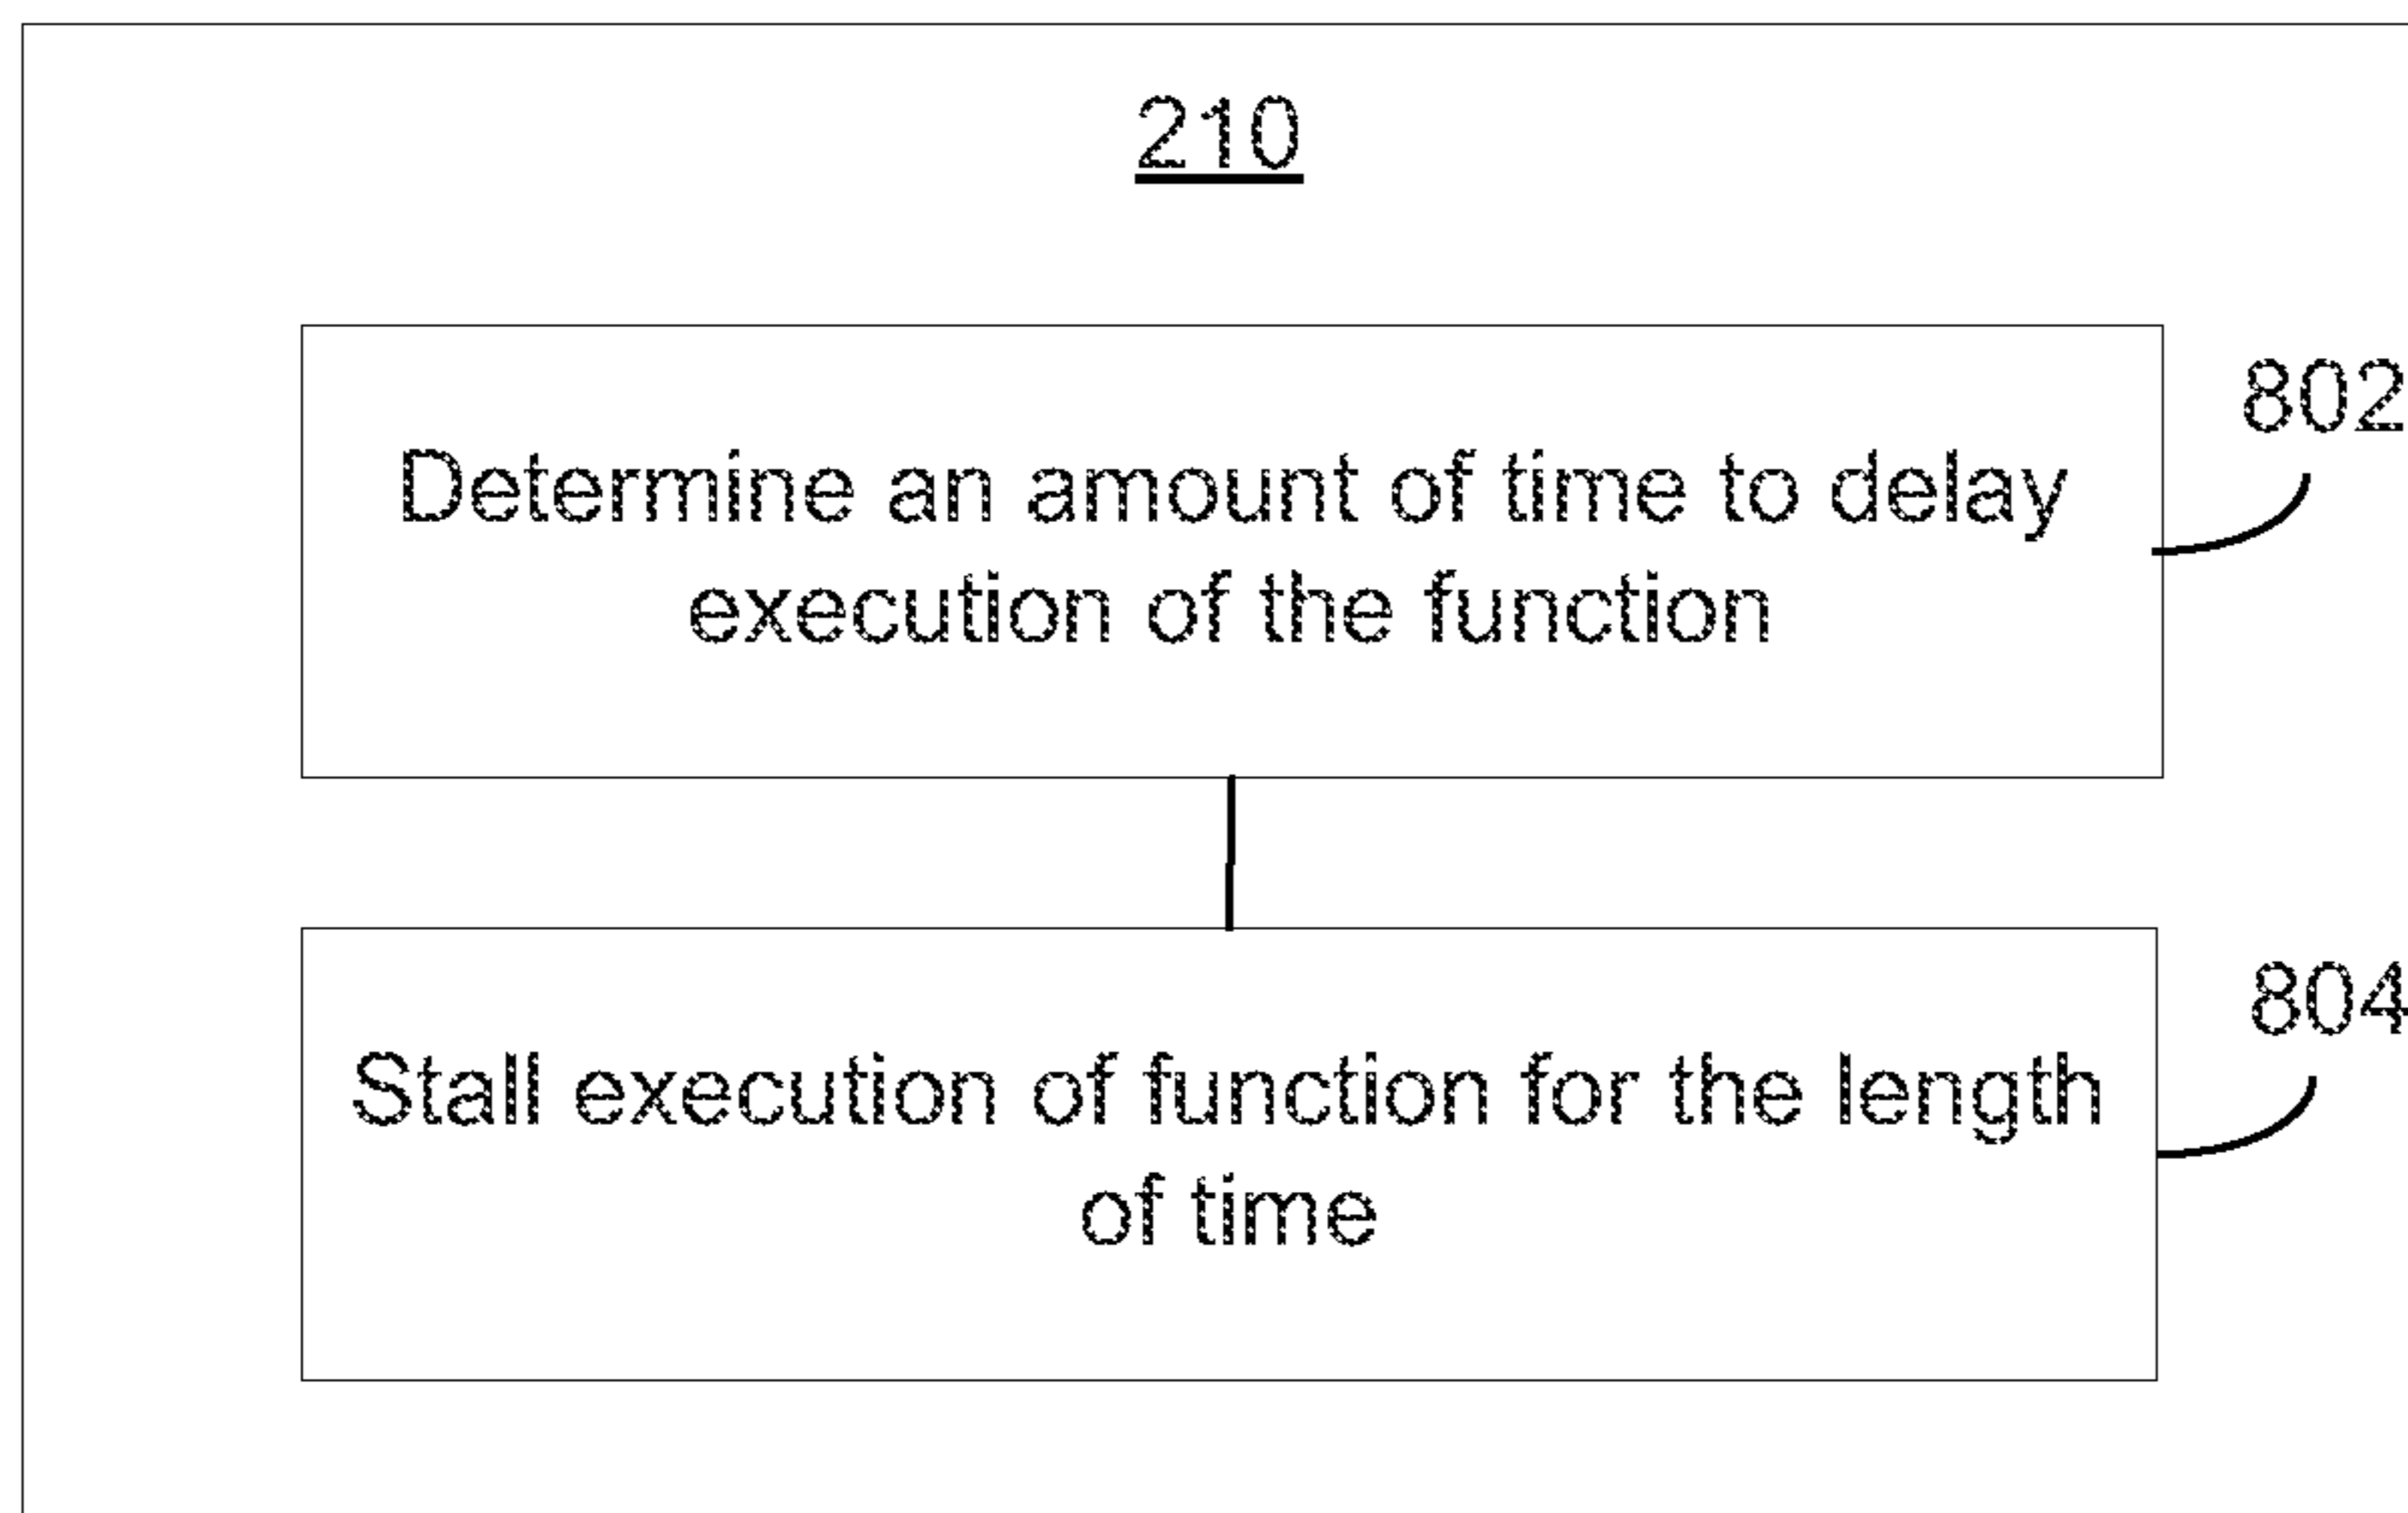 210
802
Determine an amount of time to delay
execution of the function
804
Stall execution of function for the length
of time